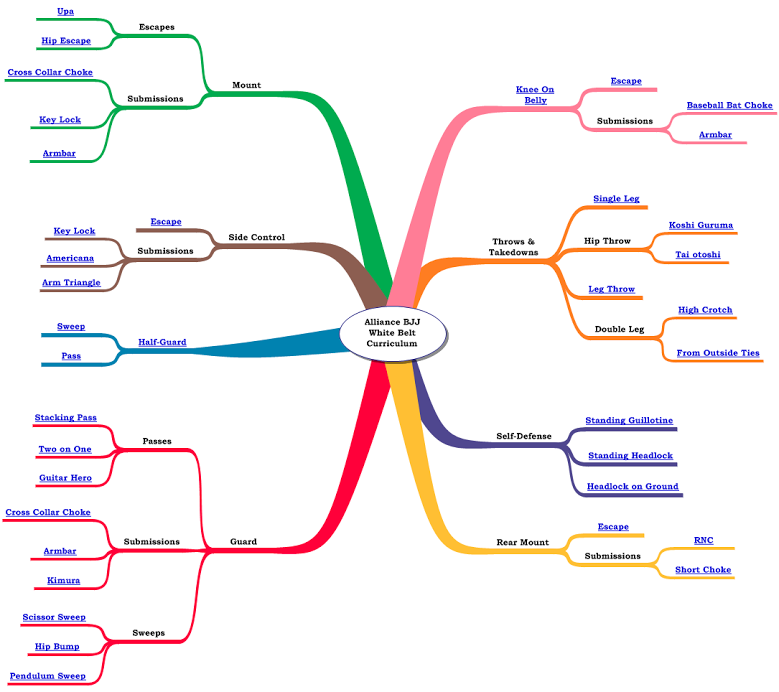 Alliance BJJ
White Belt
Curriculum
Mount
Escapes
Upa
Hip Escape
Submissions
Cross Collar Choke
Key Lock
Armbar
Side Control
Escape
Submissions
Key Lock
Americana
Arm Triangle
Half-Guard
Sweep
Pass
Guard
Passes
Stacking Pass
Two on One
Guitar Hero
Submissions
Cross Collar Choke
Armbar
Kimura
Sweeps
Scissor Sweep
Hip Bump
Pendulum Sweep
Knee On
Belly
Escape
Submissions
Baseball Bat Choke
Armbar
Throws &
Takedowns
Single Leg
Hip Throw
Koshi Guruma
Tai otoshi
Leg Throw
Double Leg
High Crotch
From Outside Ties
Self-Defense
Standing Guillotine
Standing Headlock
Headlock on Ground
Rear Mount
Escape
Submissions
RNC
Short Choke